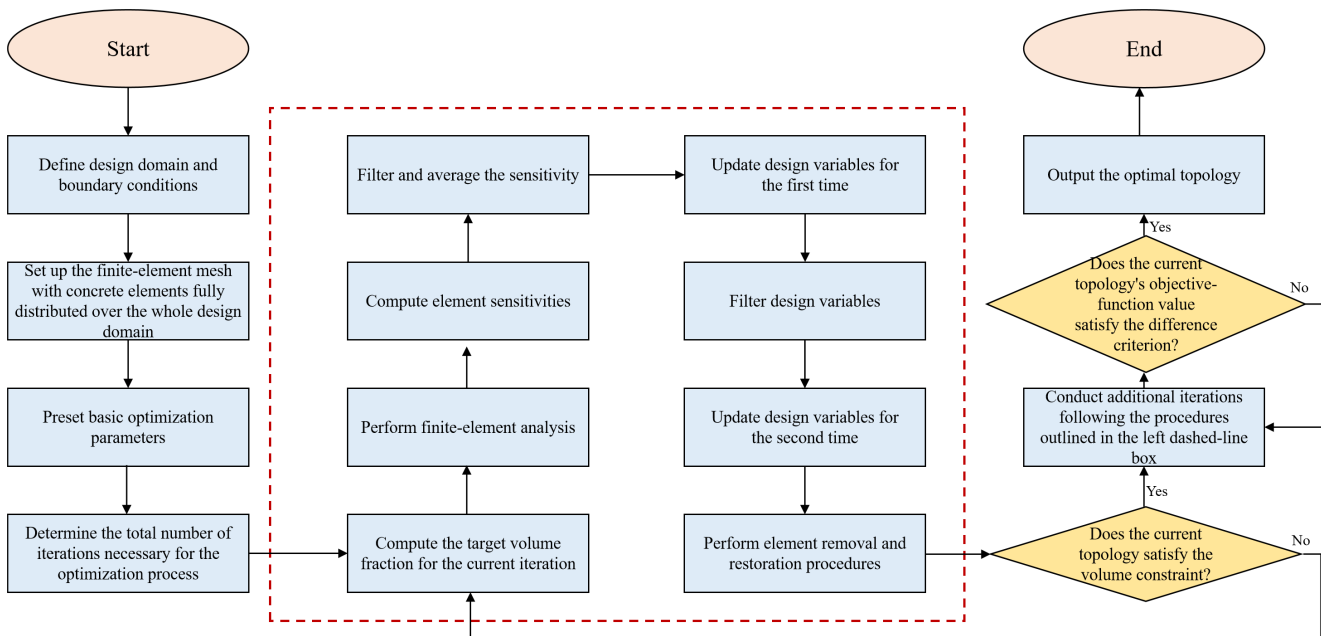 Start
Define design domain and
boundary conditions
Set up the finite-element mesh
with concrete elements fully
distributed over the whole design
domain
Preset basic optimization
parameters
Determine the total number of
iterations necessary for the
optimization process
Compute the target volume
fraction for the current iteration
Perform finite-element analysis
Compute element sensitivities
Filter and average the sensitivity
Update design variables for
the first time
Filter design variables
Update design variables for
the second time
Perform element removal and
restoration procedures
Does the current
topology satisfy the
volume constraint?
No
Yes
Conduct additional iterations
following the procedures
outlined in the left dashed-line
box
Does the current
topology's objective-
function value
satisfy the difference
criterion?
No
Yes
Output the optimal topology
End